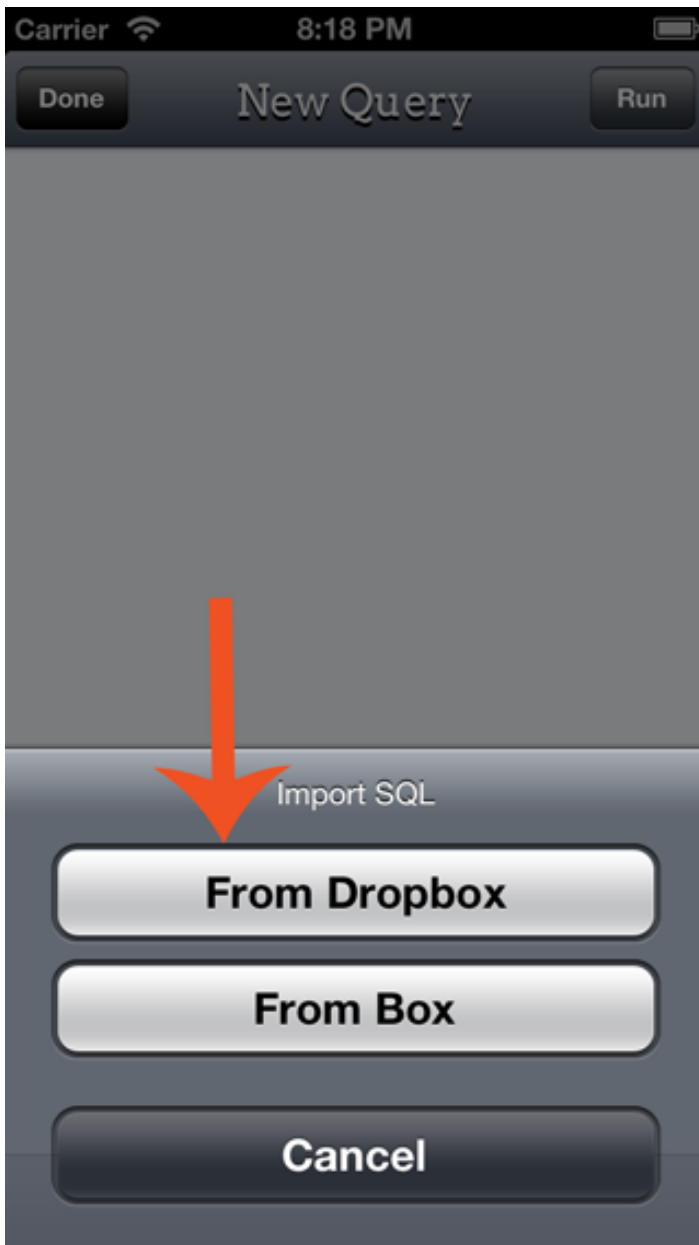 Carrier 8:18 PM
Done New Query Run
Import SQL
From Dropbox
From Box
Cancel